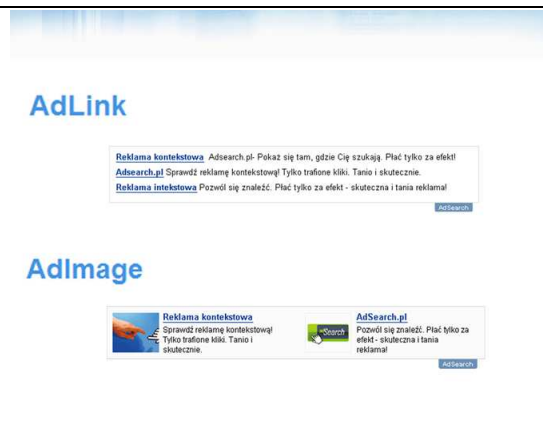 AdLink
Reklama kontekstowa Adsearch.pl- Pokaż się tam, gdzie Cię szukają. Płać tylko za efekt!
Adsearch.pl Sprawdź reklamę kontekstową! Tylko trafione kliki. Tanio i skutecznie.
Reklama intekstowa Pozwól się znaleźć. Płać tylko za efekt - skuteczna i tania reklama!
AdSearch
AdImage
Reklama kontekstowa
Sprawdź reklamę kontekstową!
Tylko trafione kliki. Tanio i
skutecznie.
Search
AdSearch.pl
Pozwól się znaleźć. Płać tylko za
efekt - skuteczna i tania
reklama!
AdSearch